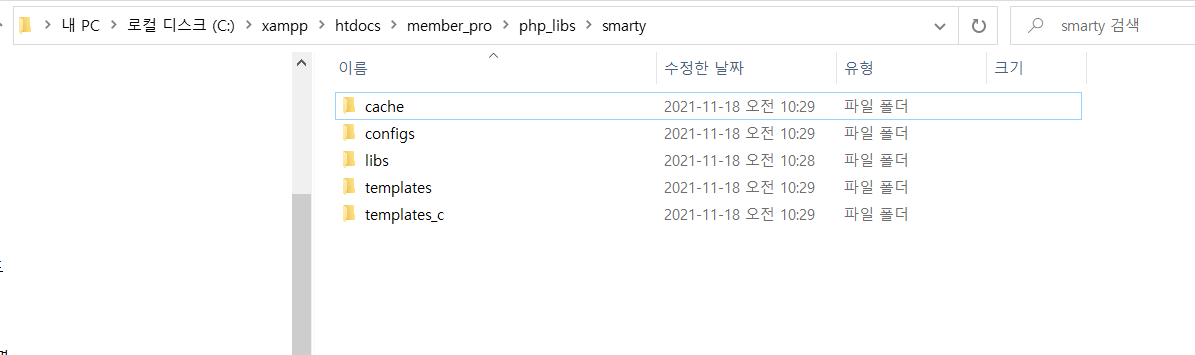 내 PC > 로컬 디스크 (C:) > xampp > htdocs > member_pro > php_libs > smarty
smarty 검색
이름 수정한 날짜 유형 크기
cache 2021-11-18 오전 10:29 파일 폴더
configs 2021-11-18 오전 10:29 파일 폴더
libs 2021-11-18 오전 10:28 파일 폴더
templates 2021-11-18 오전 10:29 파일 폴더
templates_c 2021-11-18 오전 10:29 파일 폴더